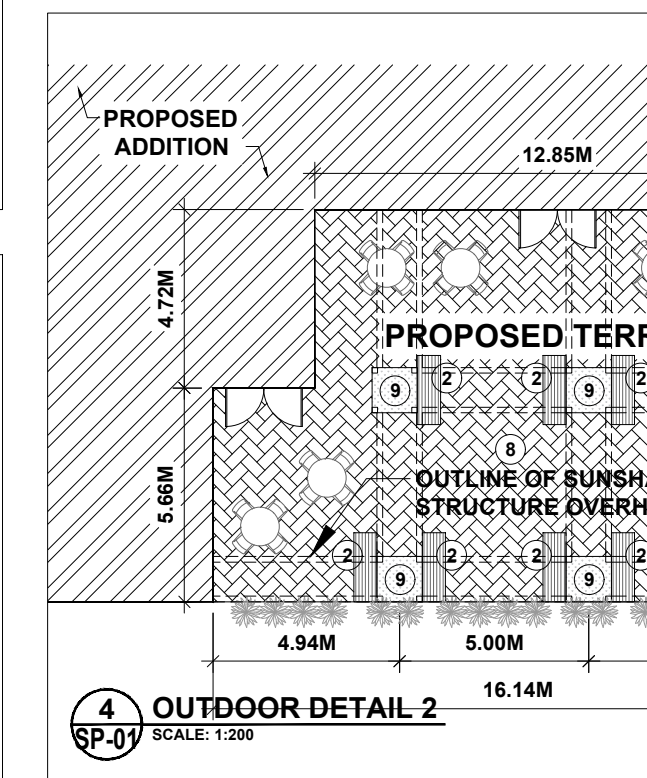 PROPOSED
ADDITION
12.85M
4.72M
PROPOSED TERR
9
2
2
9
2
8
5.66M
OUTLINE OF SUNSHA
STRUCTURE OVERH
2
2
2
2
9
9
4.94M
5.00M
16.14M
4
SP-01
OUTDOOR DETAIL 2
SCALE: 1:200